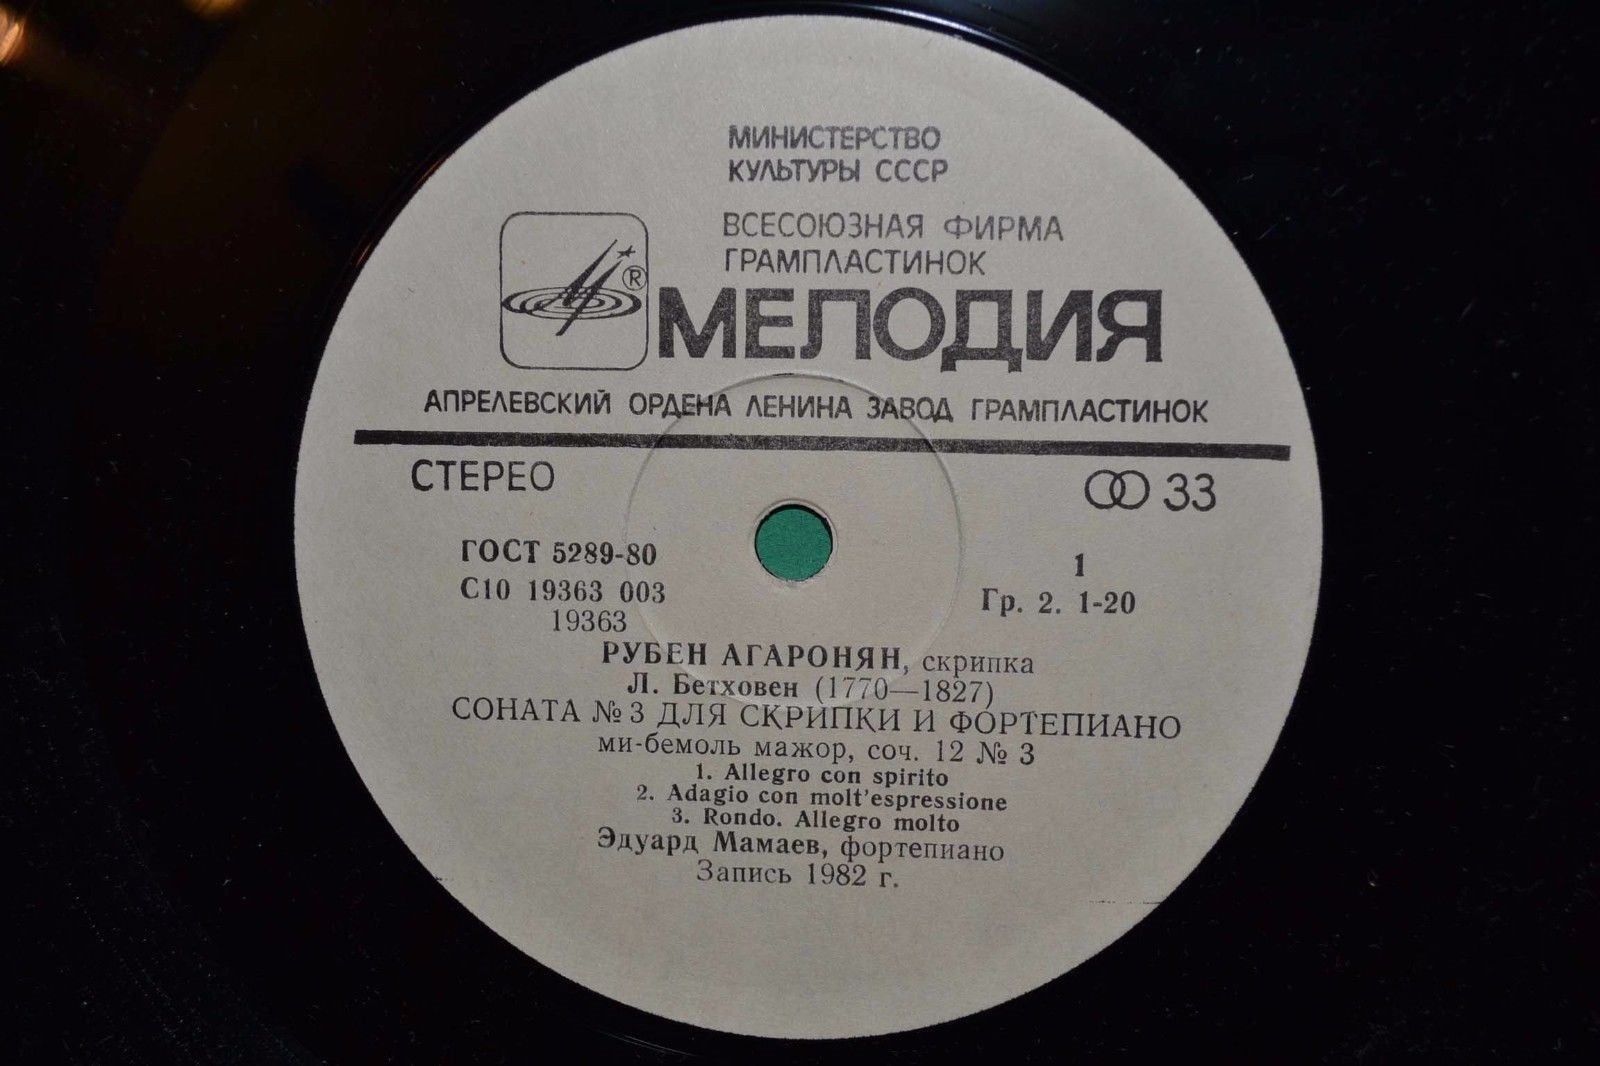 МИНИСТЕРСТВО
КУЛЬТУРЫ СССР
ВСЕСОЮЗНАЯ ФИРМА
ГРАМПЛАСТИНОК
®
МЕЛОДИЯ
АПРЕЛЕВСКИЙ ОРДЕНА ЛЕНИНА ЗАВОД ГРАМПЛАСТИНОК
СТЕРЕО
33
ГОСТ 5289-80
1
С10 19363 003
Гр. 2. 1-20
19363
РУБЕН АГАРОНЯН, скрипка
Л. Бетховен (1770—1827)
СОНАТА № 3 ДЛЯ СКРИПКИ И ФОРТЕПИАНО
ми-бемоль мажор, соч. 12 № 3
1. Allegro con spirito
2. Adagio con molt'espressione
3. Rondo. Allegro molto
Эдуард Мамаев, фортепиано
Запись 1982 г.